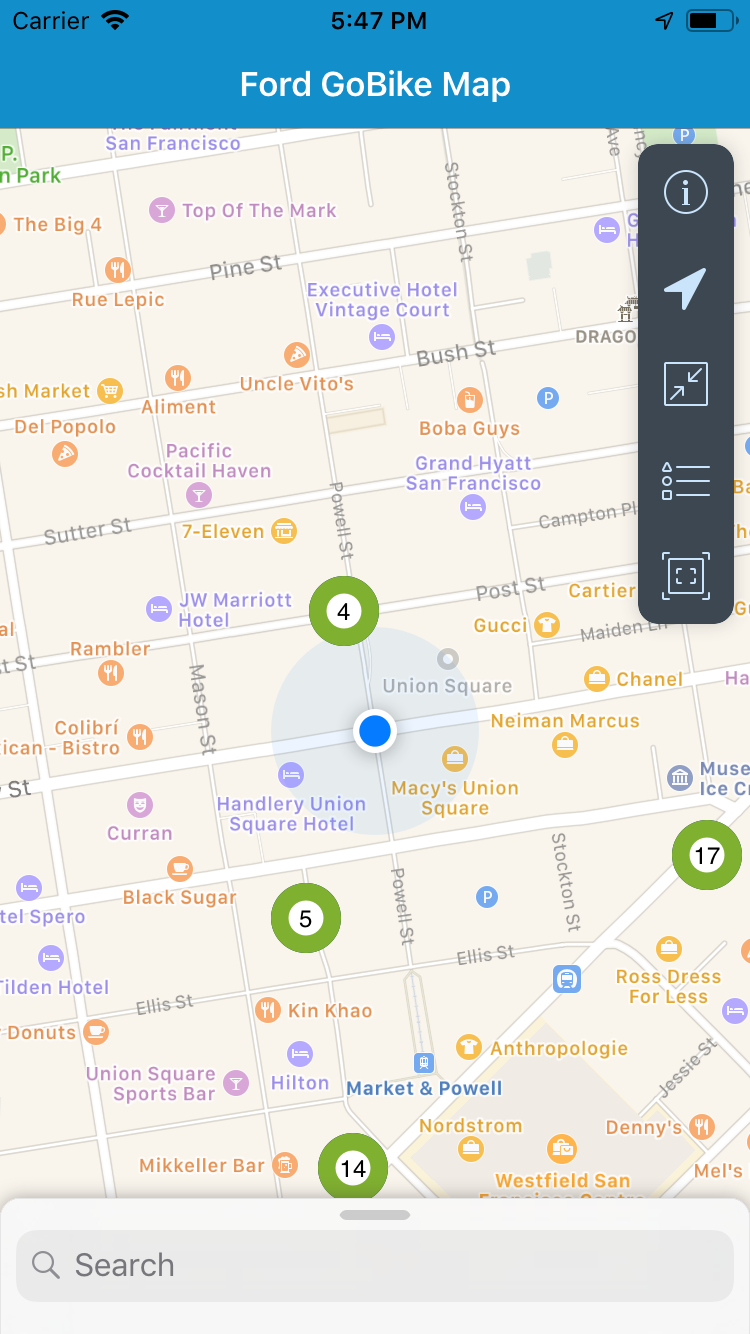 Carrier
5:47 PM
Ford GoBike Map
San Francisco
P
P.
n Park
Ave
Stockton St
Top Of The Mark
The Big 4
Pine St
Rue Lepic
Executive Hotel
Vintage Court
DRAGO
Bush St
Uncle Vito's
sh Market
Aliment
P
Del Popolo
Boba Guys
Pacific
Cocktail Haven
Grand Hyatt
San Francisco
Powell St
Sutter St
7-Eleven
Campton Pl
Post St
Cartier
JW Marriott
Hotel
4
Gucci
Maiden Ln
Rambler
Mason St
Union Square
Chanel
Ha
Neiman Marcus
Colibrí
ican - Bistro
St
Macy's Union
Square
Muse
Ice Cr
Handlery Union
Square Hotel
Curran
17
Stockton St
Black Sugar
tel Spero
5
Powell St
P
Ellis St
Ross Dress
For Less
Tilden Hotel
Ellis St
Kin Khao
Donuts
Anthropologie
Jessie St
Union Square
Sports Bar
Hilton
Market & Powell
Nordstrom
Denny's
Mikkeller Bar
14
Westfield San
Mel's
Search